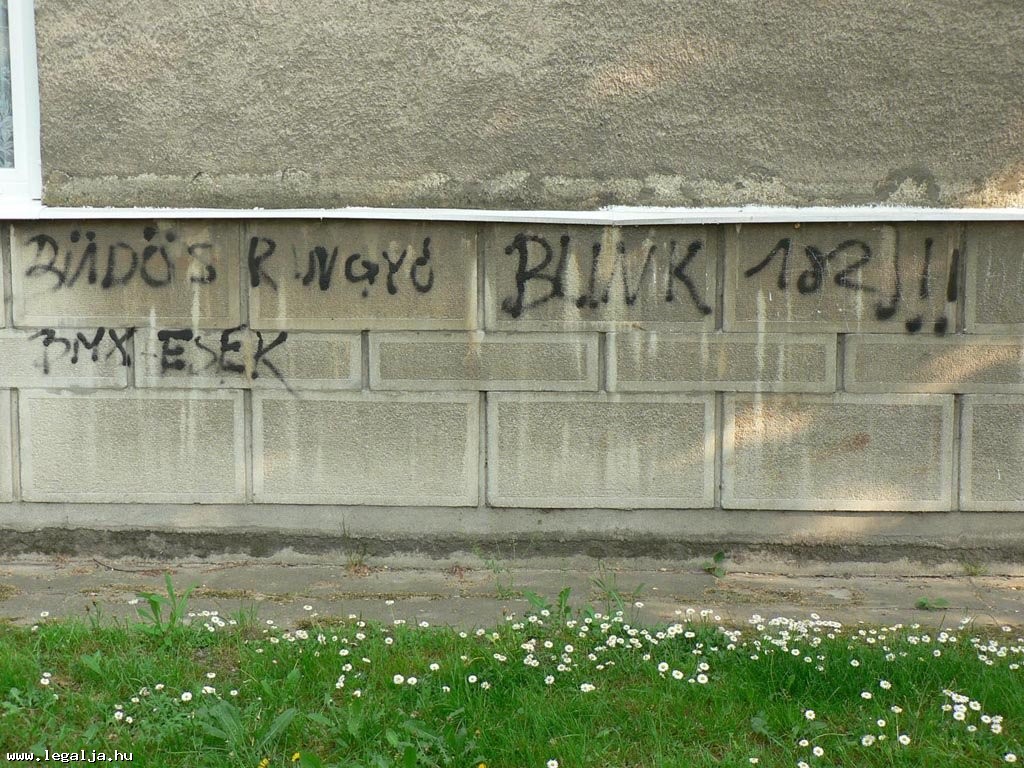 BÜDÖS RINGYÓ BLINK 182!!
BMX-ESEK
www.legalja.hu